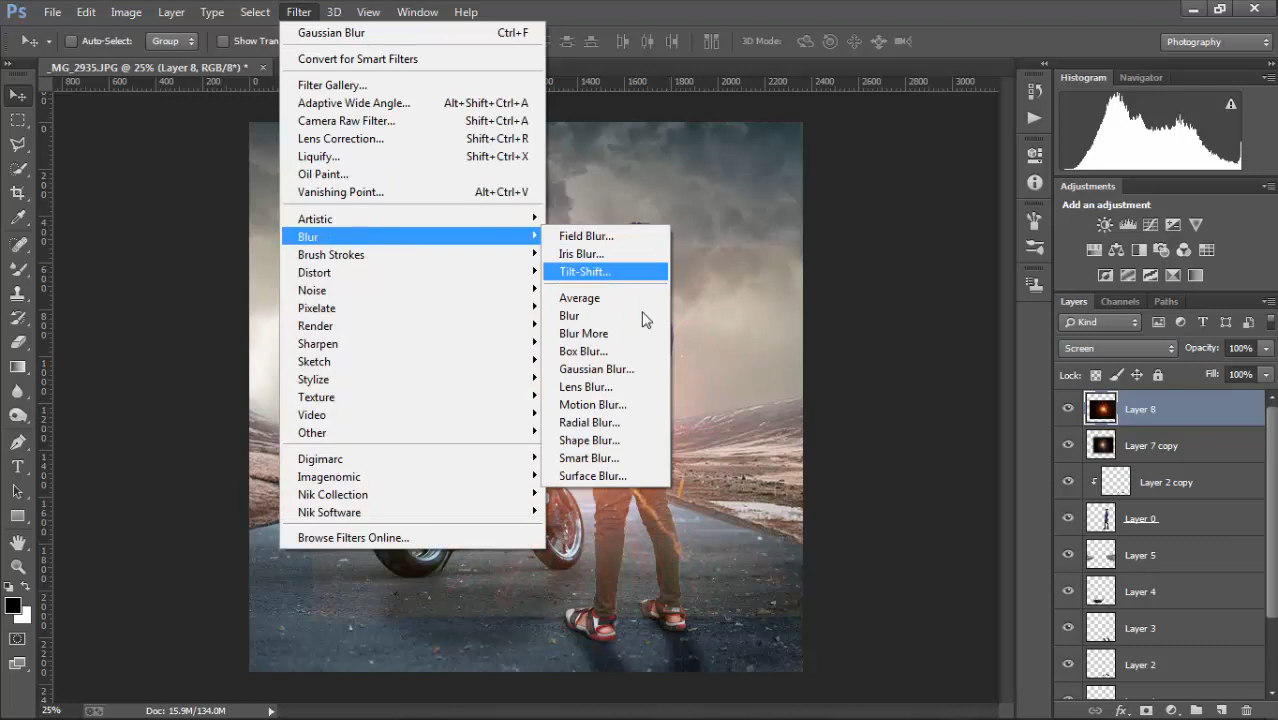 Ps File Edit Image Layer Type Select Filter 3D View Window Help
Auto-Select: Group Show Tran 3D Mode: Photography
_MG_2935.JPG @ 25% (Layer 8, RGB/8*) *
800 600 400 200 0 1400 1600 1800 2000 2200 2400 2600 2800 3000
Gaussian Blur Ctrl+F
Convert for Smart Filters
Filter Gallery...
Adaptive Wide Angle... Alt+Shift+Ctrl+A
Camera Raw Filter... Shift+Ctrl+A
Lens Correction... Shift+Ctrl+R
Liquify... Shift+Ctrl+X
Oil Paint...
Vanishing Point... Alt+Ctrl+V
Artistic
Blur
Brush Strokes
Distort
Noise
Pixelate
Render
Sharpen
Sketch
Stylize
Texture
Video
Other
Digimarc
Imagenomic
Nik Collection
Nik Software
Browse Filters Online...
Field Blur...
Iris Blur...
Tilt-Shift...
Average
Blur
Blur More
Box Blur...
Gaussian Blur...
Lens Blur...
Motion Blur...
Radial Blur...
Shape Blur...
Smart Blur...
Surface Blur...
Histogram Navigator
Adjustments
Add an adjustment
Layers Channels Paths
Kind
Screen Opacity: 100%
Lock: Fill: 100%
Layer 8
Layer 7 copy
Layer 2 copy
Layer 0
Layer 5
Layer 4
Layer 3
Layer 2
25% Doc: 15.9M/134.0M